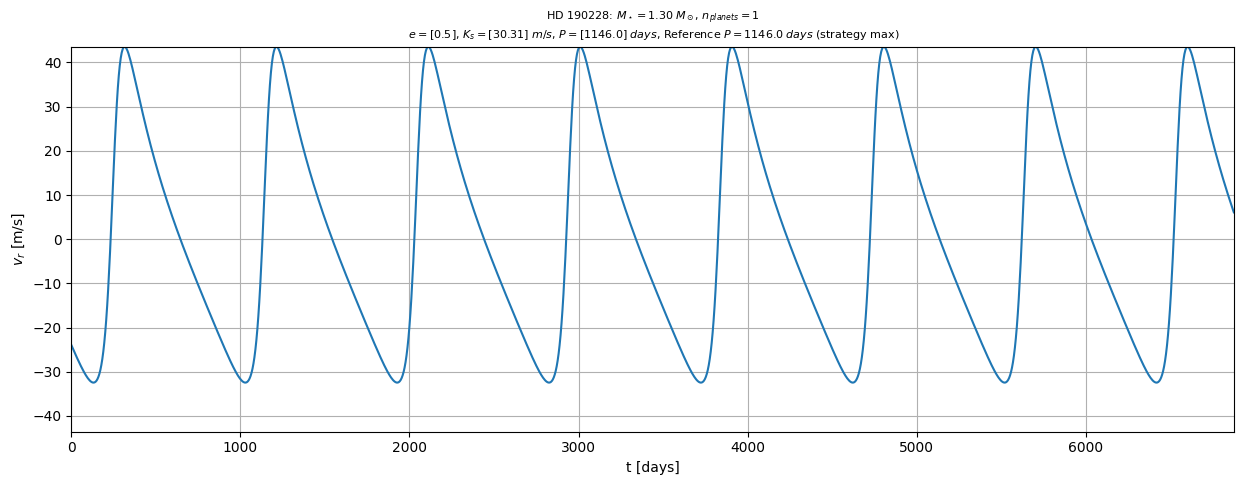 HD 190228: M⋆ = 1.30 M⊙, nplanets = 1
e = [0.5], Ks = [30.31] m/s, P = [1146.0] days, Reference P = 1146.0 days (strategy max)
40
30
20
10
0
−10
−20
−30
−40
vr [m/s]
0 1000 2000 3000 4000 5000 6000
t [days]